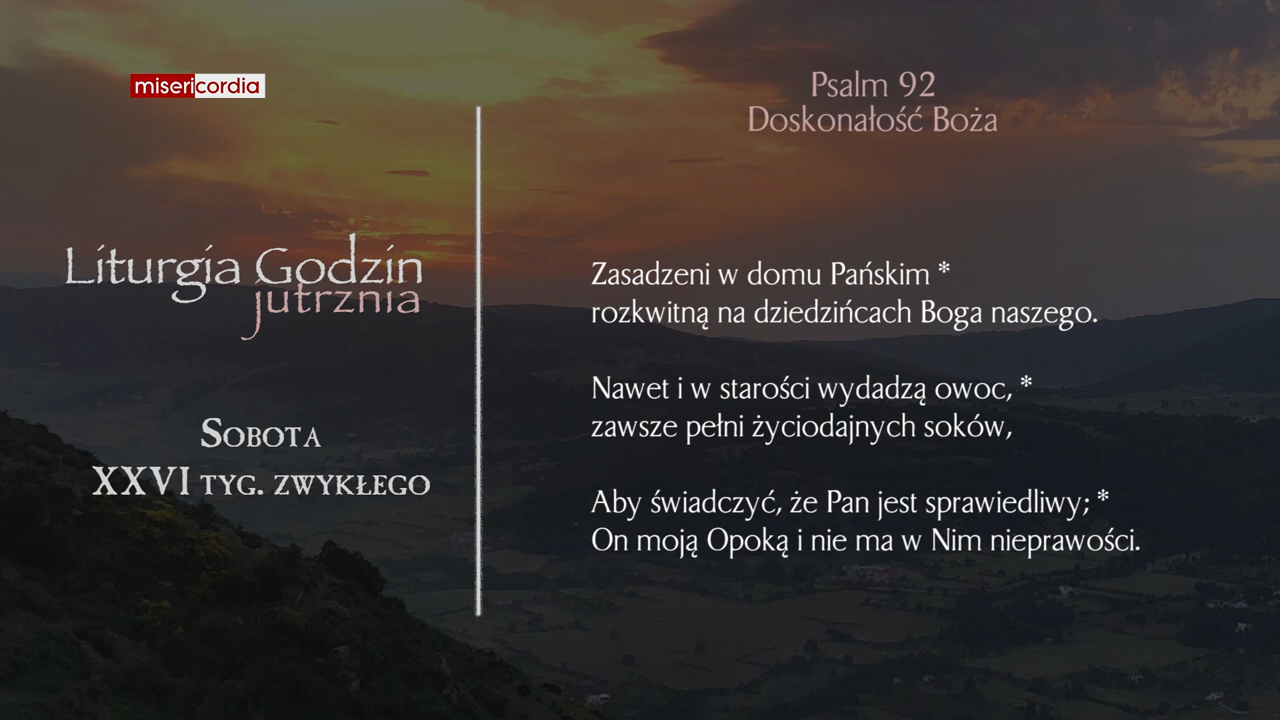 misericordia
Liturgia Godzin
jutrznia
Sobota
XXVI tyg. zwykłego
Psalm 92
Doskonałość Boża
Zasadzeni w domu Pańskim *
rozkwitną na dziedzińcach Boga naszego.
Nawet i w starości wydadzą owoc, *
zawsze pełni życiodajnych soków,
Aby świadczyć, że Pan jest sprawiedliwy; *
On moją Opoką i nie ma w Nim nieprawości.